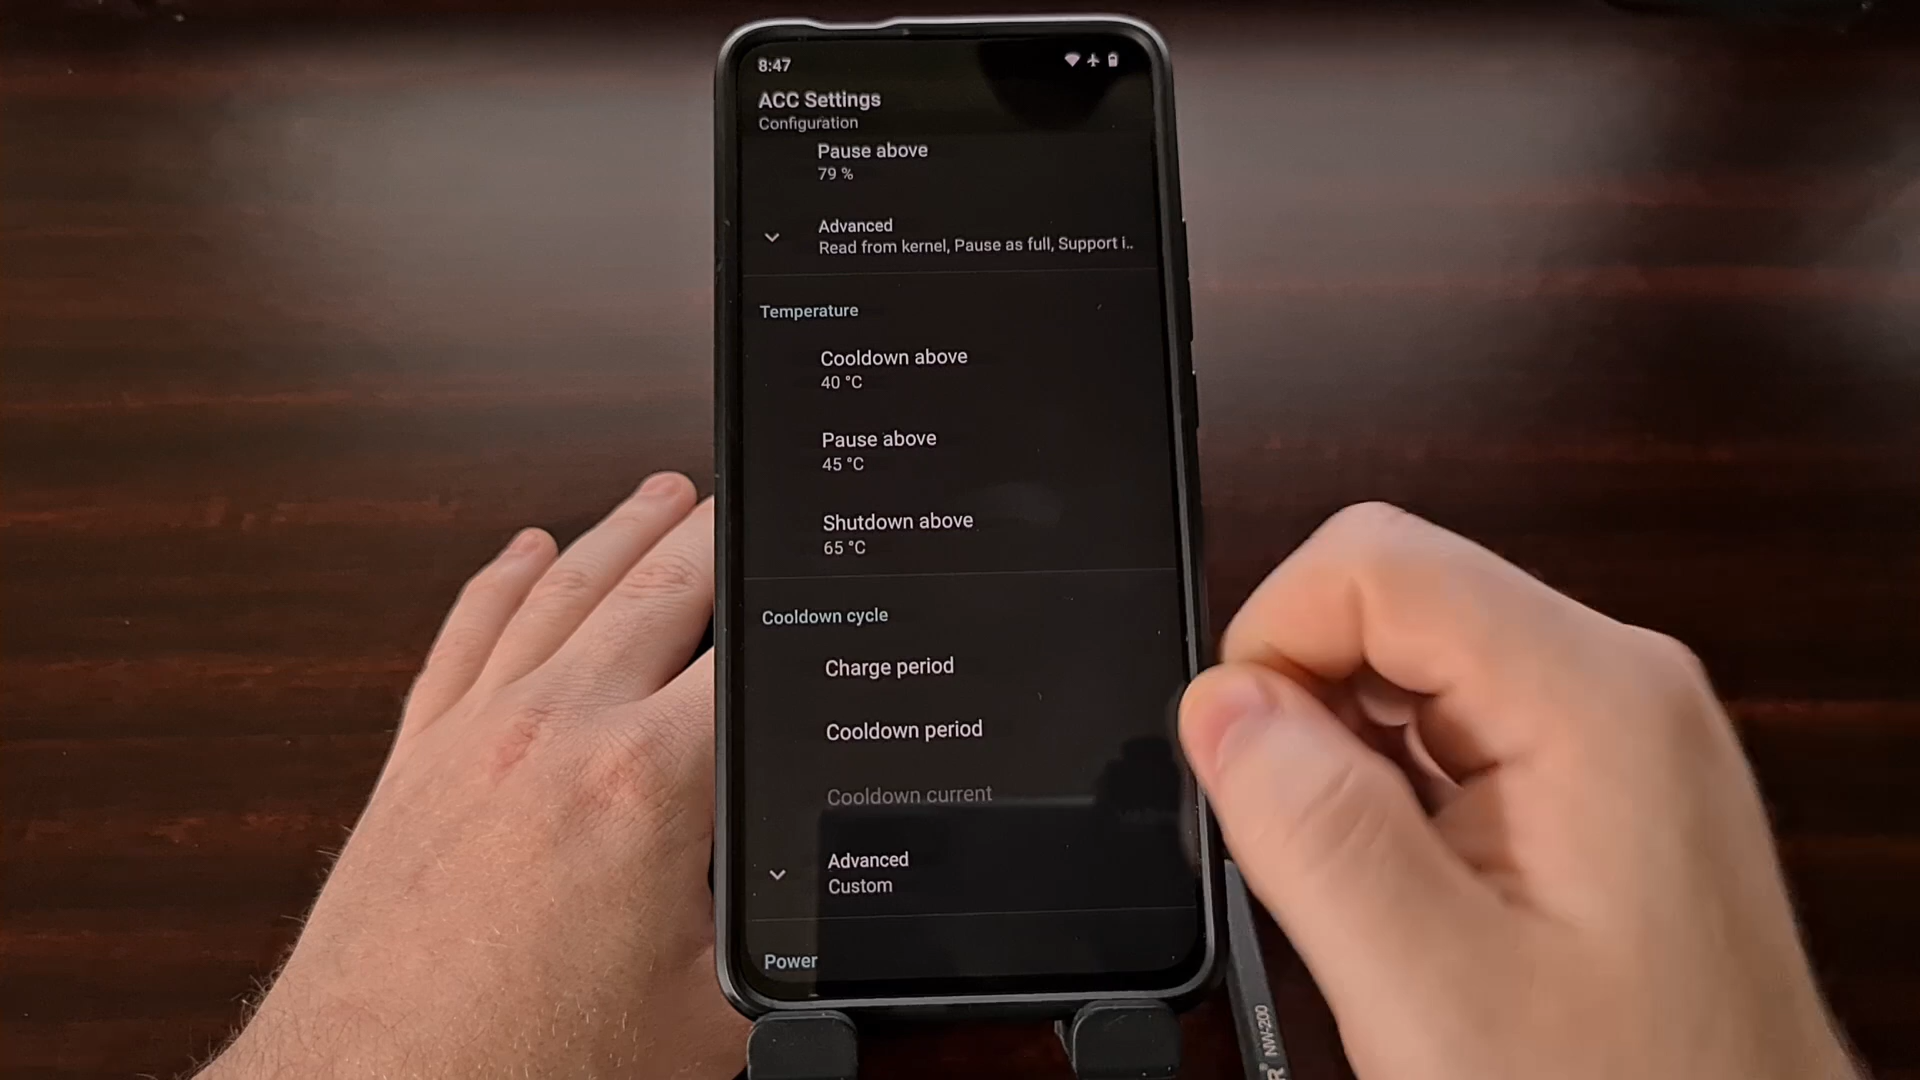 8:47
ACC Settings
Configuration
Pause above
79 %
Advanced
Read from kernel, Pause as full, Support i..
Temperature
Cooldown above
40 °C
Pause above
45 °C
Shutdown above
65 °C
Cooldown cycle
Charge period
Cooldown period
Cooldown current
Advanced
Custom
Power
R® NW-200